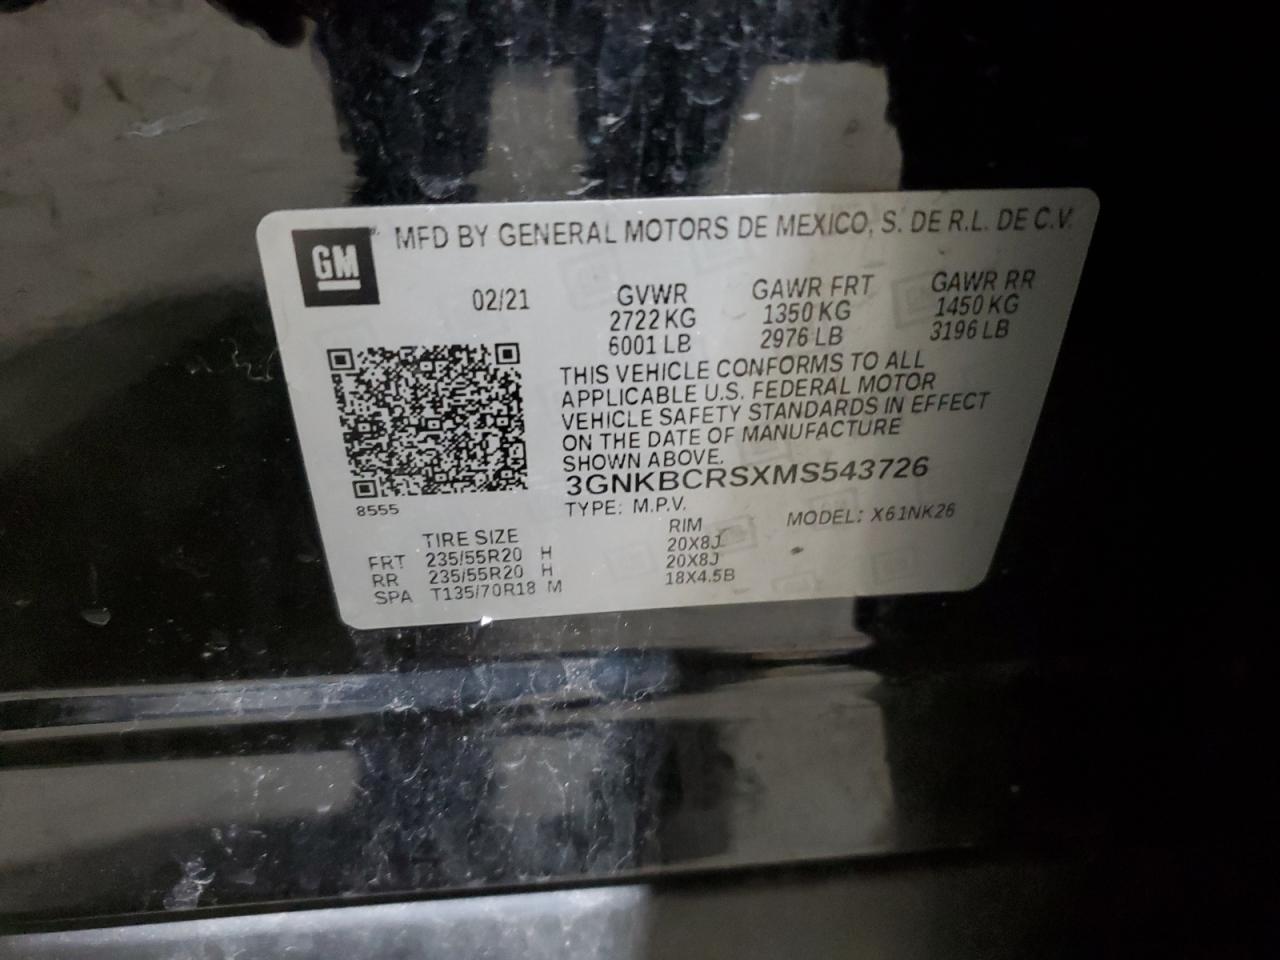 GM
MFD BY GENERAL MOTORS DE MEXICO, S. DE R.L. DE C.V.
02/21
GVWR
2722 KG
6001 LB
GAWR FRT
1350 KG
2976 LB
GAWR RR
1450 KG
3196 LB
THIS VEHICLE CONFORMS TO ALL
APPLICABLE U.S. FEDERAL MOTOR
VEHICLE SAFETY STANDARDS IN EFFECT
ON THE DATE OF MANUFACTURE
SHOWN ABOVE.
3GNKBCRSXMS543726
TYPE: M.P.V.
MODEL: X61NK26
8555
TIRE SIZE
RIM
FRT 235/55R20 H 20X8J
RR 235/55R20 H 20X8J
SPA T135/70R18 M 18X4.5B